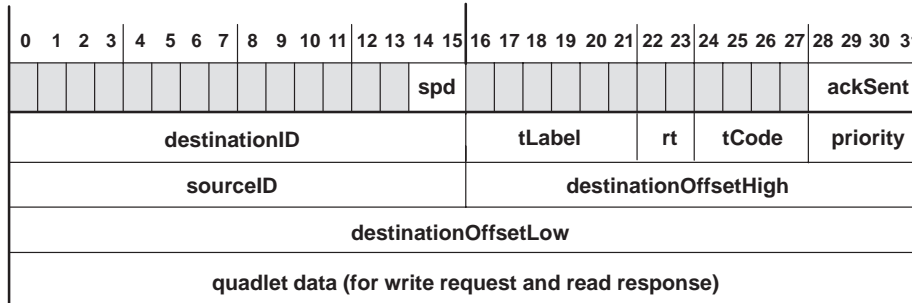 0 1 2 3 4 5 6 7 8 9 10 11 12 13 14 15 16 17 18 19 20 21 22 23 24 25 26 27 28 29 30 31
spd ackSent
destinationID tLabel rt tCode priority
sourceID destinationOffsetHigh
destinationOffsetLow
quadlet data (for write request and read response)